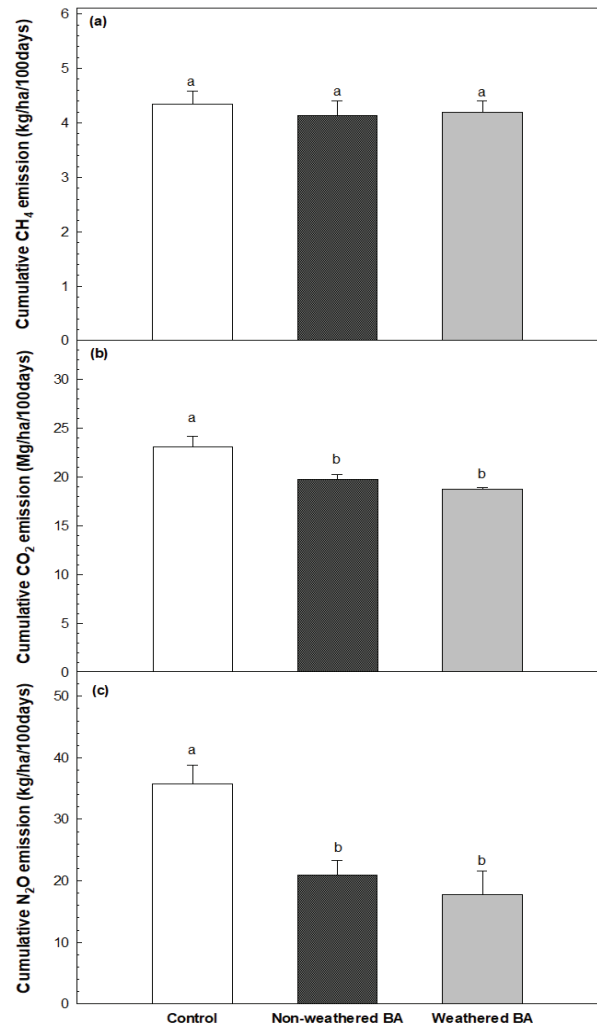 (a)
Cumulative CH4 emission (kg/ha/100days)
6
5
4
3
2
1
0
a
a
a
(b)
Cumulative CO2 emission (Mg/ha/100days)
30
25
20
15
10
5
0
a
b
b
(c)
Cumulative N2O emission (kg/ha/100days)
50
40
30
20
10
0
a
b
b
Control Non-weathered BA Weathered BA